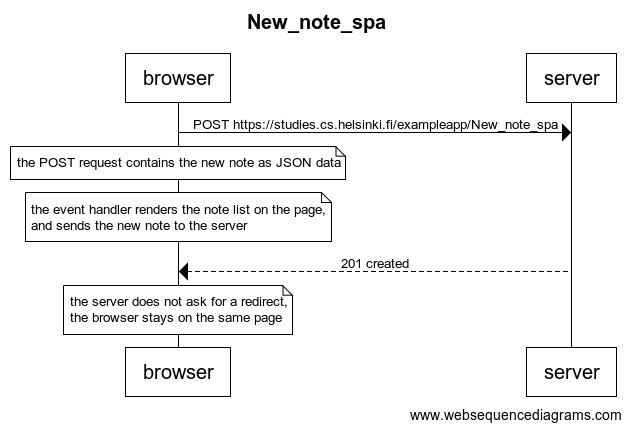 New_note_spa
browser
server
POST https://studies.cs.helsinki.fi/exampleapp/New_note_spa
the POST request contains the new note as JSON data
the event handler renders the note list on the page,
and sends the new note to the server
201 created
the server does not ask for a redirect,
the browser stays on the same page
browser
server
www.websequencediagrams.com